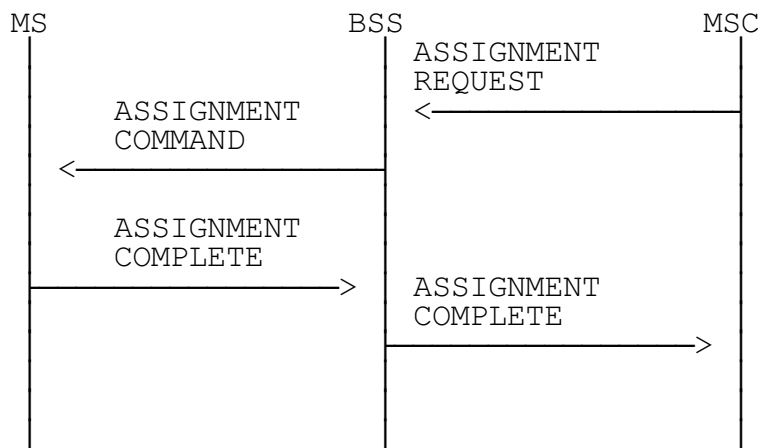 MS
BSS
MSC
ASSIGNMENT
REQUEST
ASSIGNMENT
COMMAND
ASSIGNMENT
COMPLETE
ASSIGNMENT
COMPLETE